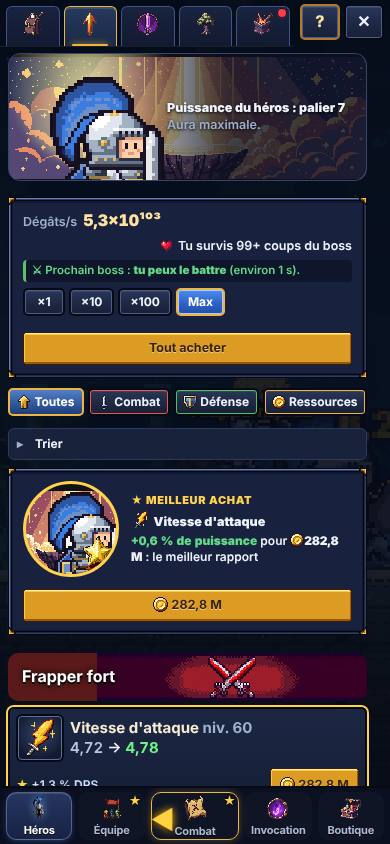 ?
×
Puissance du héros : palier 7
Aura maximale.
Dégâts/s 5,3×10¹⁰³
Tu survis 99+ coups du boss
Prochain boss : tu peux le battre (environ 1 s).
×1
×10
×100
Max
Tout acheter
Toutes
Combat
Défense
Ressources
Trier
★ MEILLEUR ACHAT
Vitesse d'attaque
+0,6 % de puissance pour 282,8
M : le meilleur rapport
282,8 M
Frapper fort
Vitesse d'attaque niv. 60
4,72 → 4,78
★ +1,3 % DPS
282,8 M
Héros
Équipe
Combat
Invocation
Boutique